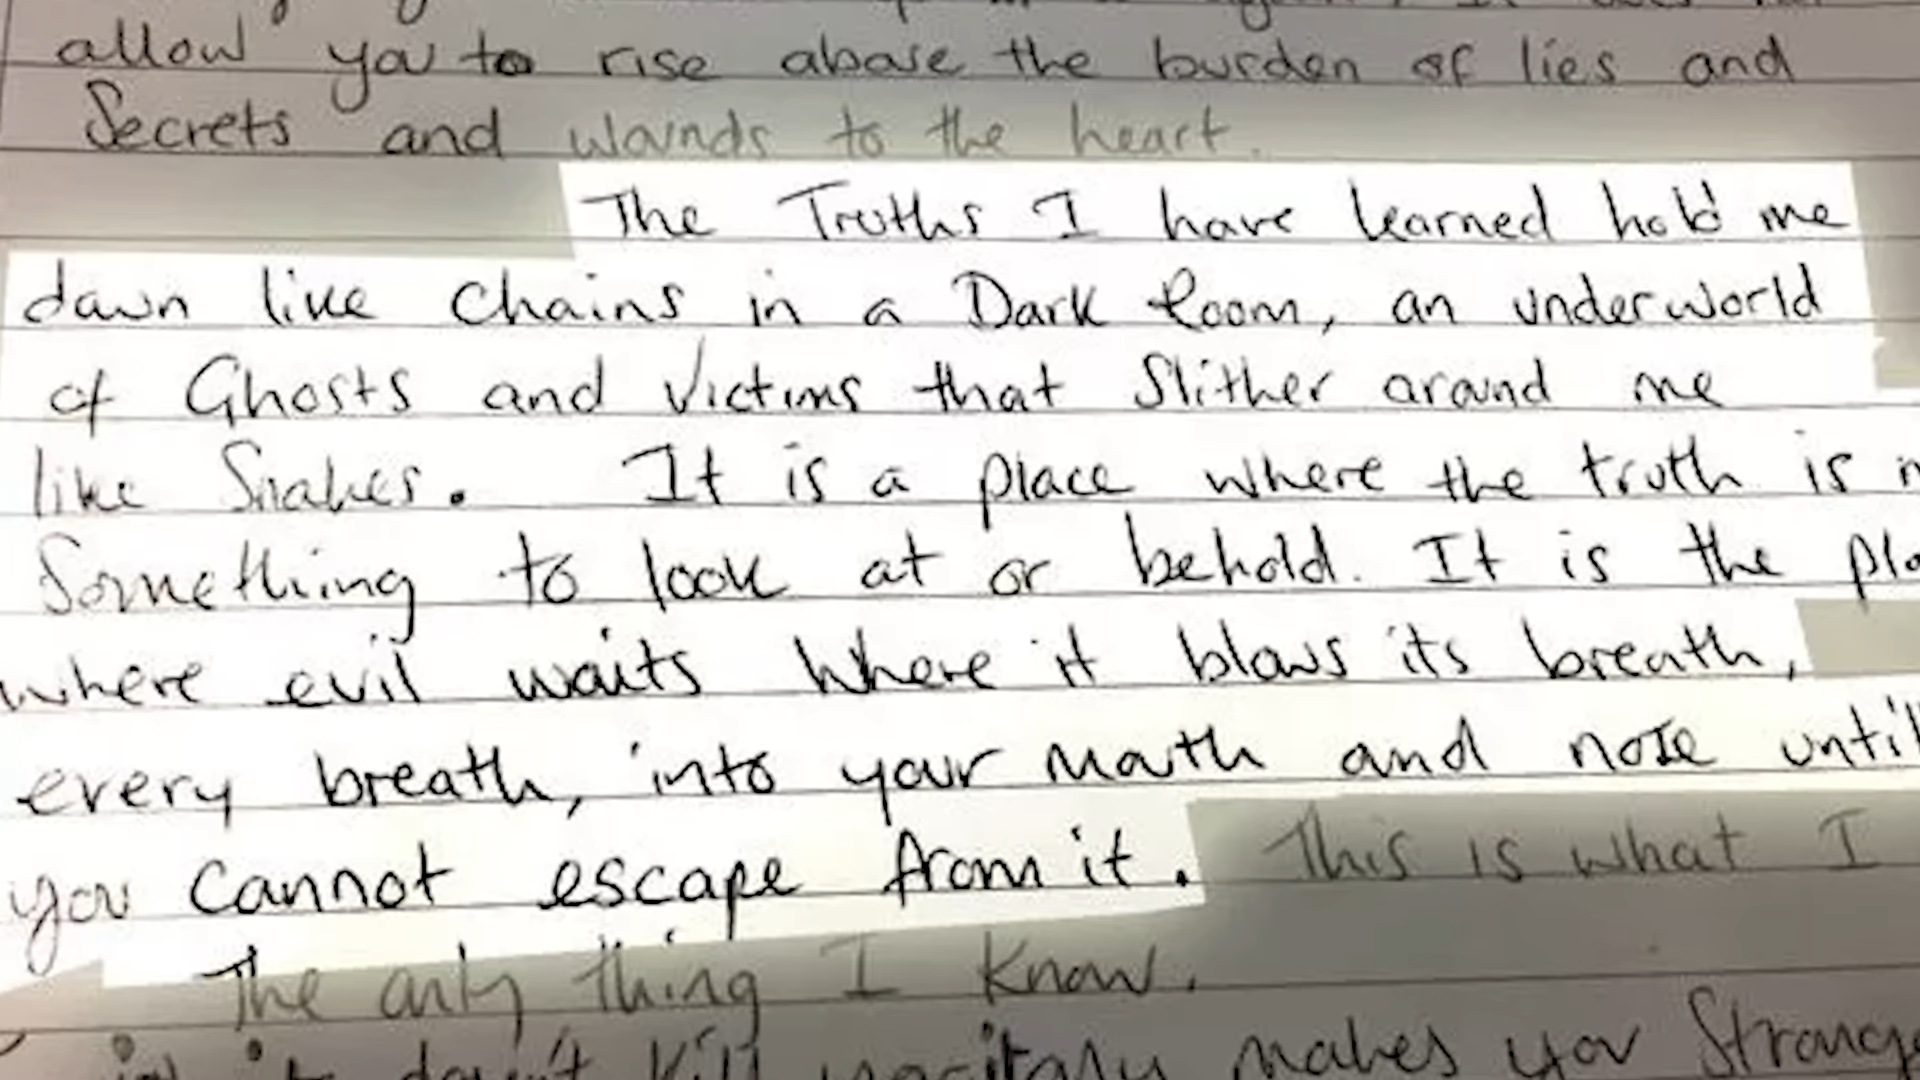 allow you to rise above the burden of lies and
Secrets and wounds to the heart.
The Truths I have learned hold me
down like Chains in a Dark Room, an underworld
of Ghosts and Victims that Slither around me
like Snakes. It is a place where the truth is
Something to look at or behold. It is the
where evil waits where it blows its breath,
every breath, into your mouth and nose until
you cannot escape from it. This is what I
The only thing I know.
it don't kill you makes you